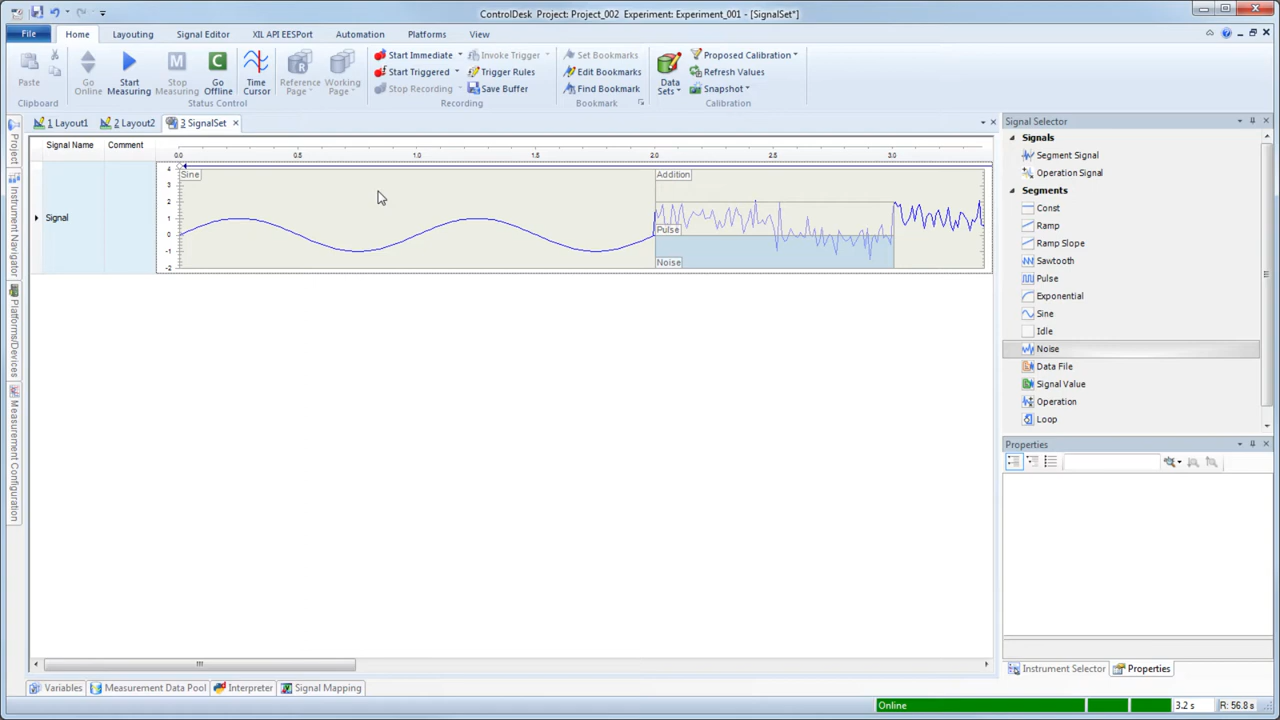 ControlDesk Project: Project_002 Experiment: Experiment_001 - [SignalSet*]
File Home Layouting Signal Editor XIL API EESPort Automation Platforms View
Paste
Clipboard
Go Online
Start Measuring
Stop Measuring
Go Offline
Status Control
Time Cursor
Reference Page
Working Page
Start Immediate
Start Triggered
Stop Recording
Invoke Trigger
Trigger Rules
Save Buffer
Recording
Set Bookmarks
Edit Bookmarks
Find Bookmark
Bookmark
Data Sets
Proposed Calibration
Refresh Values
Snapshot
Calibration
1 Layout1 2 Layout2 3 SignalSet
Project
Instrument Navigator
Platforms/Devices
Measurement Configuration
Signal Name Comment
0.0 0.5 1.0 1.5 2.0 2.5 3.0
4
3
2
1
0
-1
-2
Signal
Sine
Addition
Pulse
Noise
Signal Selector
Signals
Segment Signal
Operation Signal
Segments
Const
Ramp
Ramp Slope
Sawtooth
Pulse
Exponential
Sine
Idle
Noise
Data File
Signal Value
Operation
Loop
Properties
Instrument Selector Properties
Variables Measurement Data Pool Interpreter Signal Mapping
Online 3.2 s R: 56.8 s